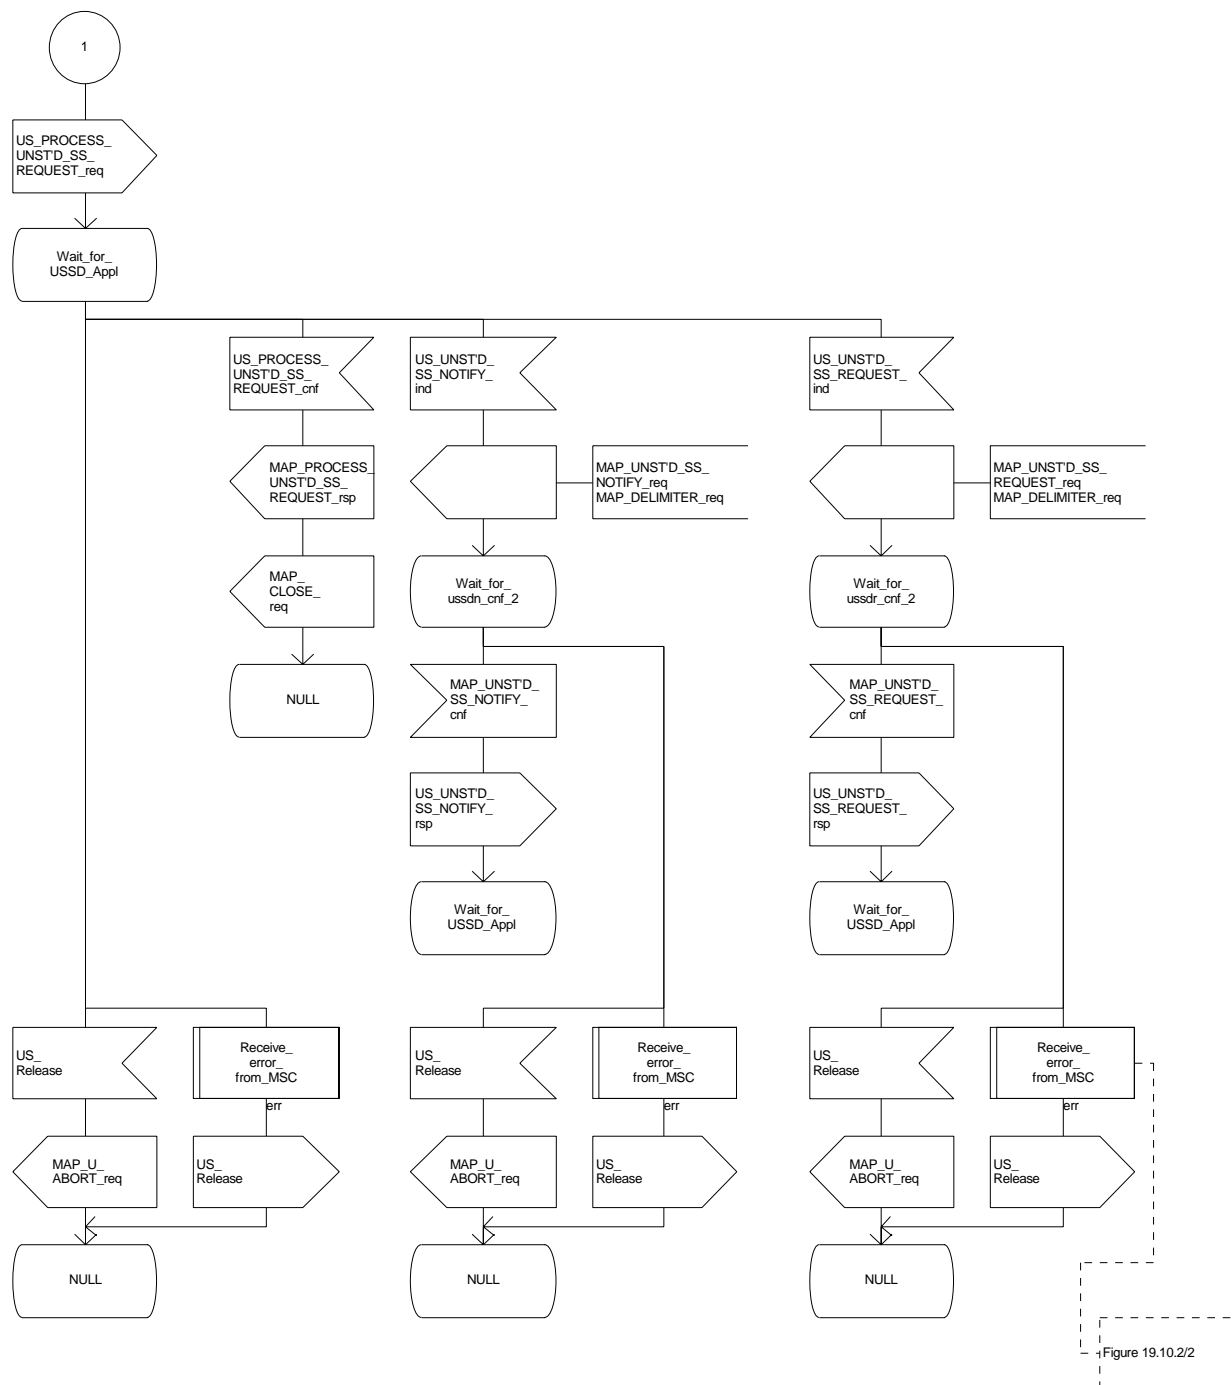 1
US_PROCESS_
UNST'D_SS_
REQUEST_req
Wait_for_
USSD_Appl
US_PROCESS_
UNST'D_SS_
REQUEST_cnf
US_UNST'D_
SS_NOTIFY_
ind
US_UNST'D_
SS_REQUEST_
ind
MAP_PROCESS_
UNST'D_SS_
REQUEST_rsp
MAP_UNST'D_SS_
NOTIFY_req
MAP_DELIMITER_req
MAP_UNST'D_SS_
REQUEST_req
MAP_DELIMITER_req
MAP_
CLOSE_
req
Wait_for_
ussdn_cnf_2
Wait_for_
ussdr_cnf_2
NULL
MAP_UNST'D_
SS_NOTIFY_
cnf
MAP_UNST'D_
SS_REQUEST_
cnf
US_UNST'D_
SS_NOTIFY_
rsp
US_UNST'D_
SS_REQUEST_
rsp
Wait_for_
USSD_Appl
Wait_for_
USSD_Appl
US_
Release
Receive_
error_
from_MSC
err
US_
Release
Receive_
error_
from_MSC
err
US_
Release
Receive_
error_
from_MSC
err
MAP_U_
ABORT_req
US_
Release
MAP_U_
ABORT_req
US_
Release
MAP_U_
ABORT_req
US_
Release
NULL
NULL
NULL
Figure 19.10.2/2